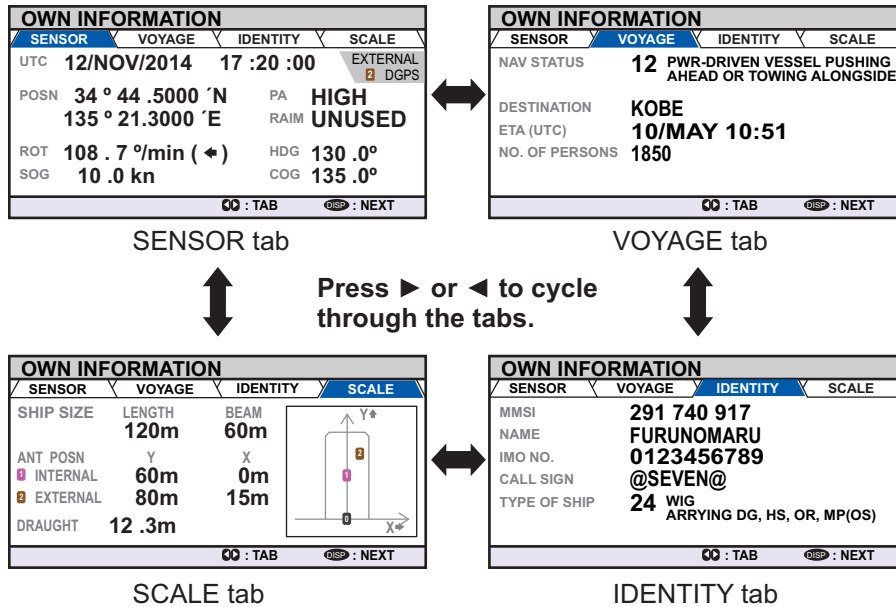 OWN INFORMATION
SENSOR VOYAGE IDENTITY SCALE
UTC 12/NOV/2014 17 :20 :00 EXTERNAL
2 DGPS
POSN 34 º 44 .5000 ´N PA HIGH
135 º 21.3000 ´E RAIM UNUSED
ROT 108 . 7 º/min ( 🡸 ) HDG 130 .0º
SOG 10 .0 kn COG 135 .0º
◀▶ : TAB DISP : NEXT
SENSOR tab
OWN INFORMATION
SENSOR VOYAGE IDENTITY SCALE
NAV STATUS 12 PWR-DRIVEN VESSEL PUSHING
AHEAD OR TOWING ALONGSIDE
DESTINATION KOBE
ETA (UTC) 10/MAY 10:51
NO. OF PERSONS 1850
◀▶ : TAB DISP : NEXT
VOYAGE tab
Press ► or ◄ to cycle
through the tabs.
OWN INFORMATION
SENSOR VOYAGE IDENTITY SCALE
SHIP SIZE LENGTH BEAM
120m 60m
ANT POSN Y X
1 INTERNAL 60m 0m
2 EXTERNAL 80m 15m
DRAUGHT 12 .3m
Y
2
1
0
X
◀▶ : TAB DISP : NEXT
SCALE tab
OWN INFORMATION
SENSOR VOYAGE IDENTITY SCALE
MMSI 291 740 917
NAME FURUNOMARU
IMO NO. 0123456789
CALL SIGN @SEVEN@
TYPE OF SHIP 24 WIG
ARRYING DG, HS, OR, MP(OS)
◀▶ : TAB DISP : NEXT
IDENTITY tab